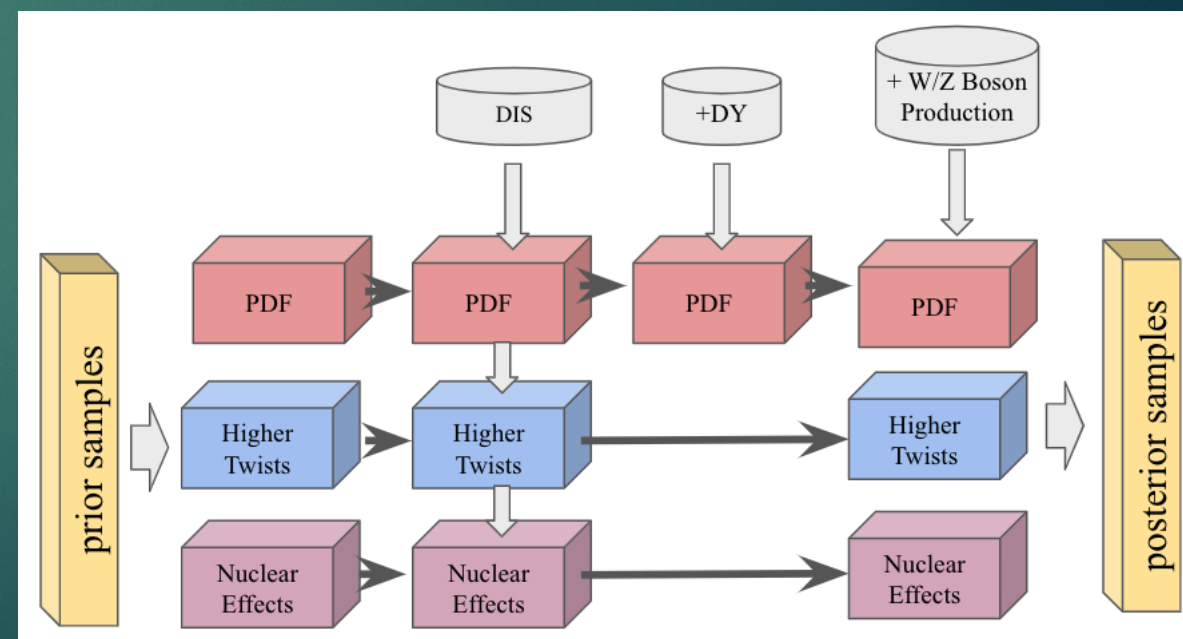 + W/Z Boson
Production
DIS
+DY
PDF
PDF
PDF
PDF
prior samples
Higher
Twists
Higher
Twists
Higher
Twists
posterior samples
Nuclear
Effects
Nuclear
Effects
Nuclear
Effects